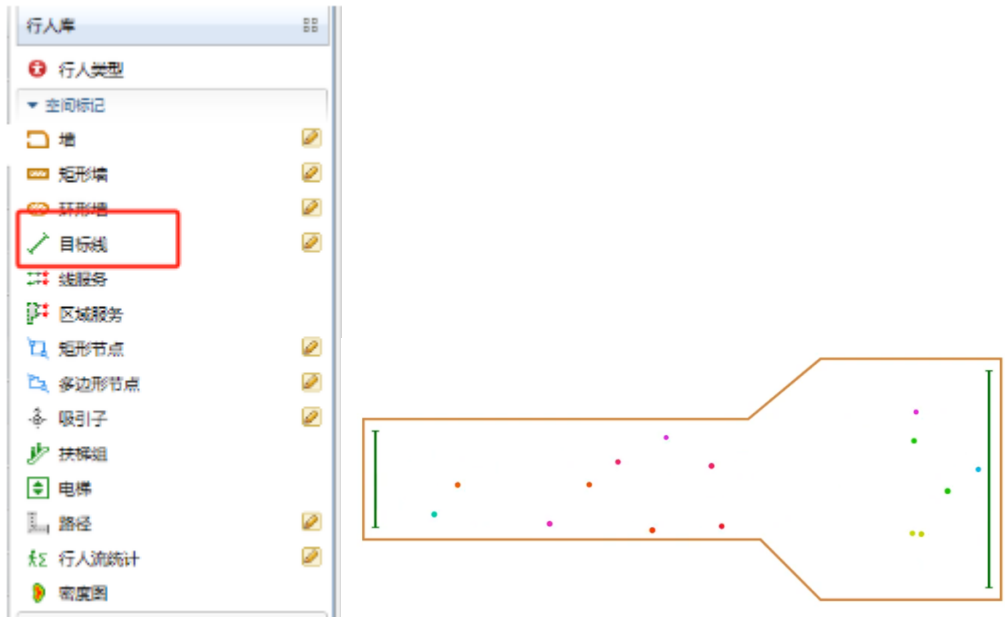 行人库
行人类型
空间标记
墙
矩形墙
环形墙
目标线
线服务
区域服务
矩形节点
多边形节点
吸引子
扶梯组
电梯
路径
行人流统计
密度图